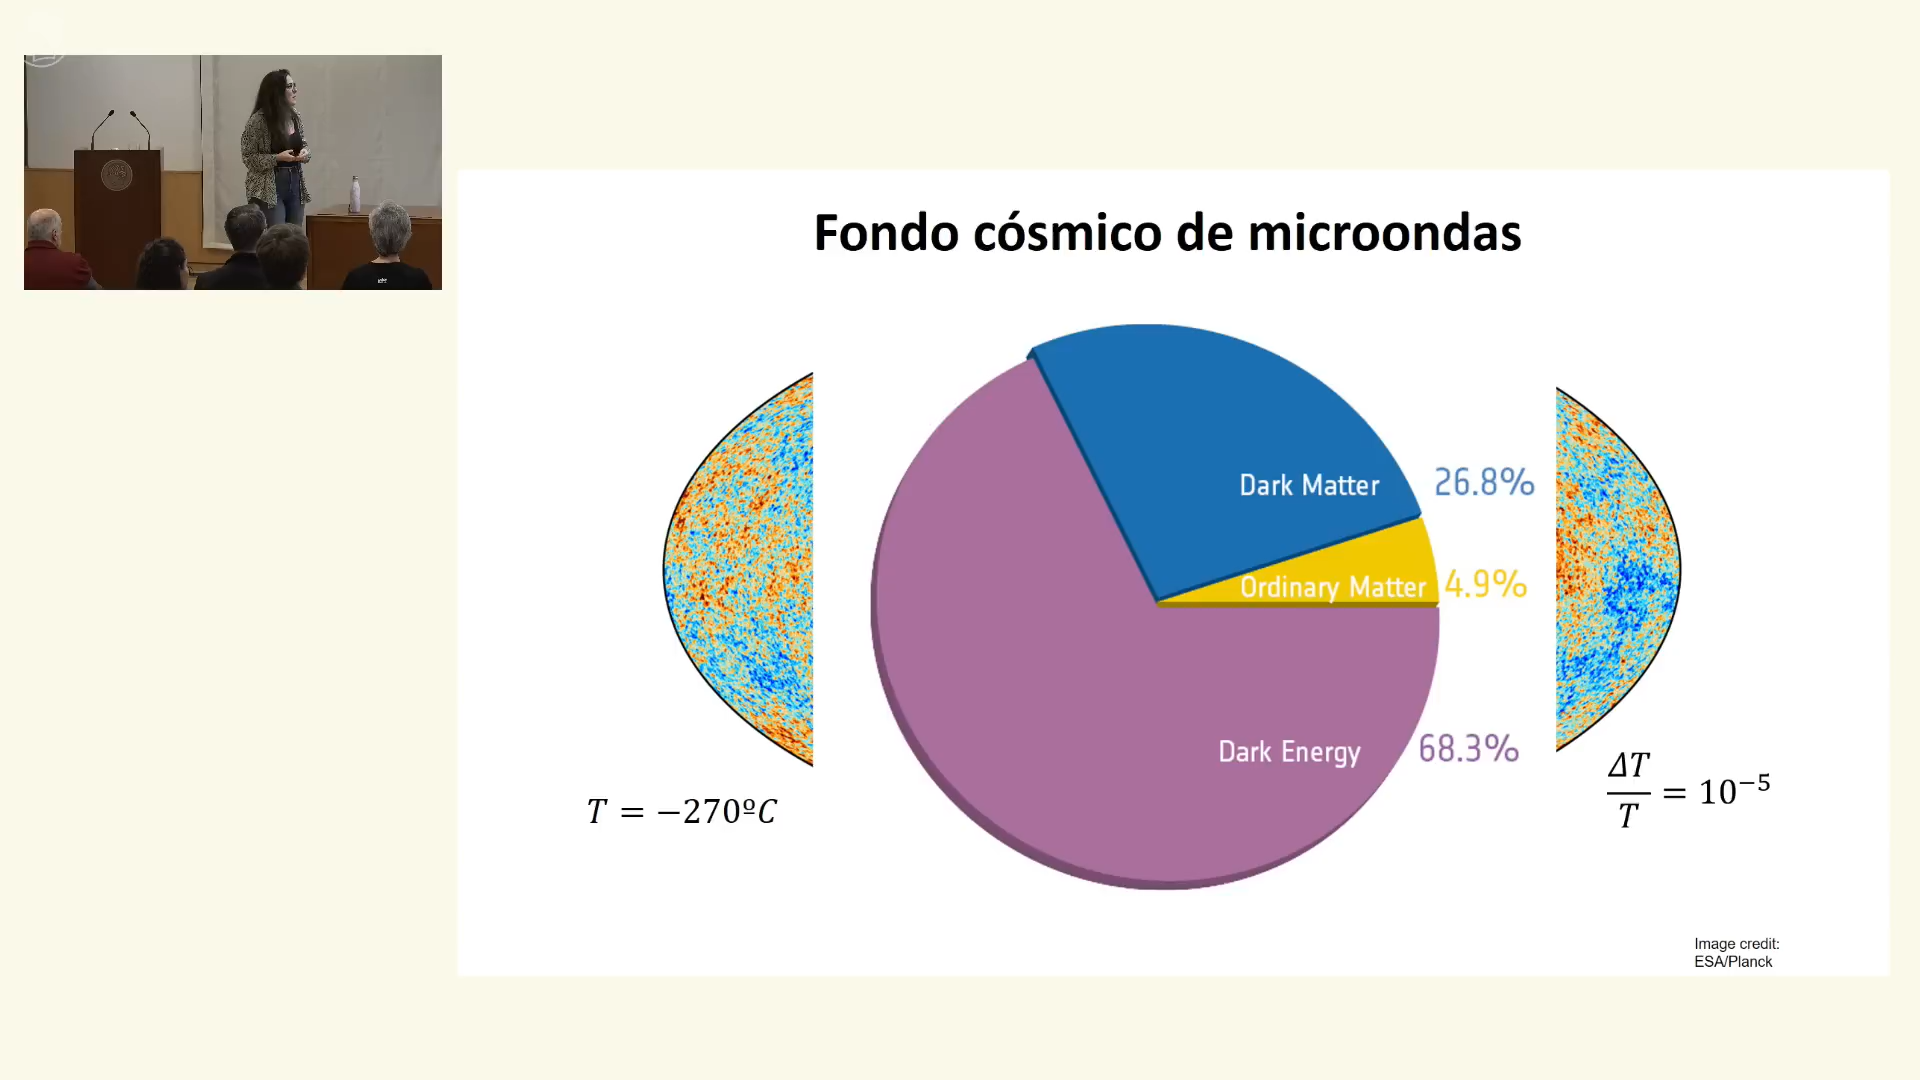 Fondo cósmico de microondas
Dark Matter 26.8%
Ordinary Matter 4.9%
Dark Energy 68.3%
T = −270ºC
ΔT/T = 10⁻⁵
Image credit:
ESA/Planck